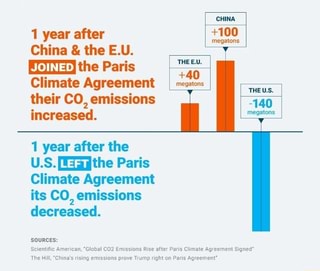 1 year after
China & the E.U.
JOINED the Paris
Climate Agreement
their CO2 emissions
increased.
THE E.U.
+40
megatons
CHINA
+100
megatons
THE U.S.
-140
megatons
1 year after the
U.S. LEFT the Paris
Climate Agreement
its CO2 emissions
decreased.
SOURCES:
Scientific American, "Global CO2 Emissions Rise after Paris Climate Agreement Signed"
The Hill, "China's rising emissions prove Trump right on Paris Agreement"